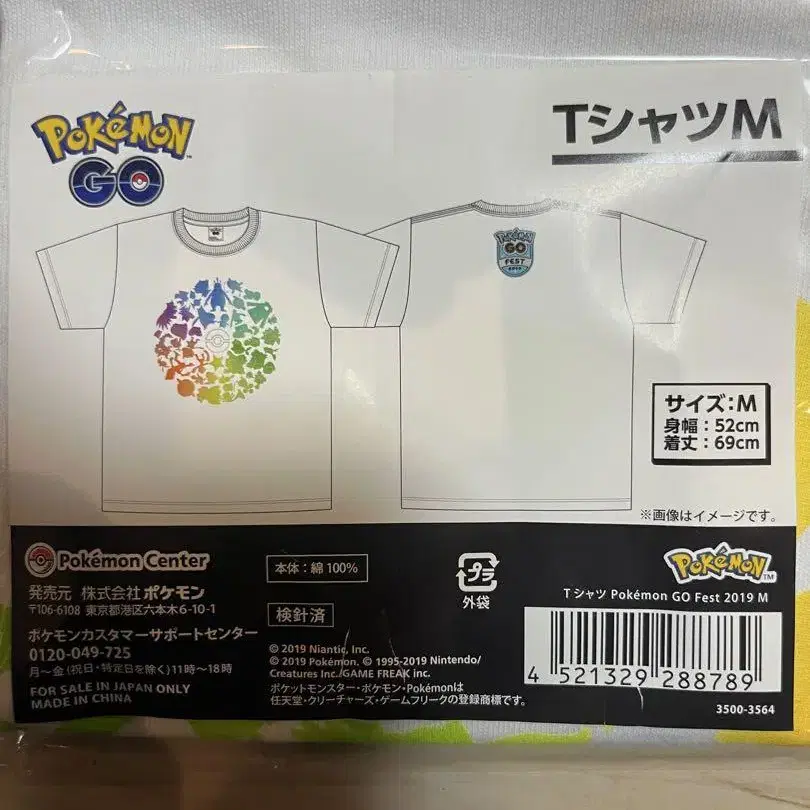 POKéMON
GO
TシャツM
Pokémon
GO
FEST
2019
サイズ:M
身幅:52cm
着丈:69cm
※画像はイメージです。
Pokémon Center
発売元 株式会社ポケモン
〒106-6108 東京都港区六本木6-10-1
ポケモンカスタマーサポートセンター
0120-049-725
月~金(祝日・特定日を除く)11時~18時
FOR SALE IN JAPAN ONLY
MADE IN CHINA
本体:綿100%
検針済
© 2019 Niantic, Inc.
© 2019 Pokémon. © 1995-2019 Nintendo/
Creatures Inc./GAME FREAK inc.
ポケットモンスター・ポケモン・Pokémonは
任天堂・クリーチャーズ・ゲームフリークの登録商標です。
プラ
外袋
POKéMON TM
Tシャツ Pokémon GO Fest 2019 M
4 521329 288789
3500-3564